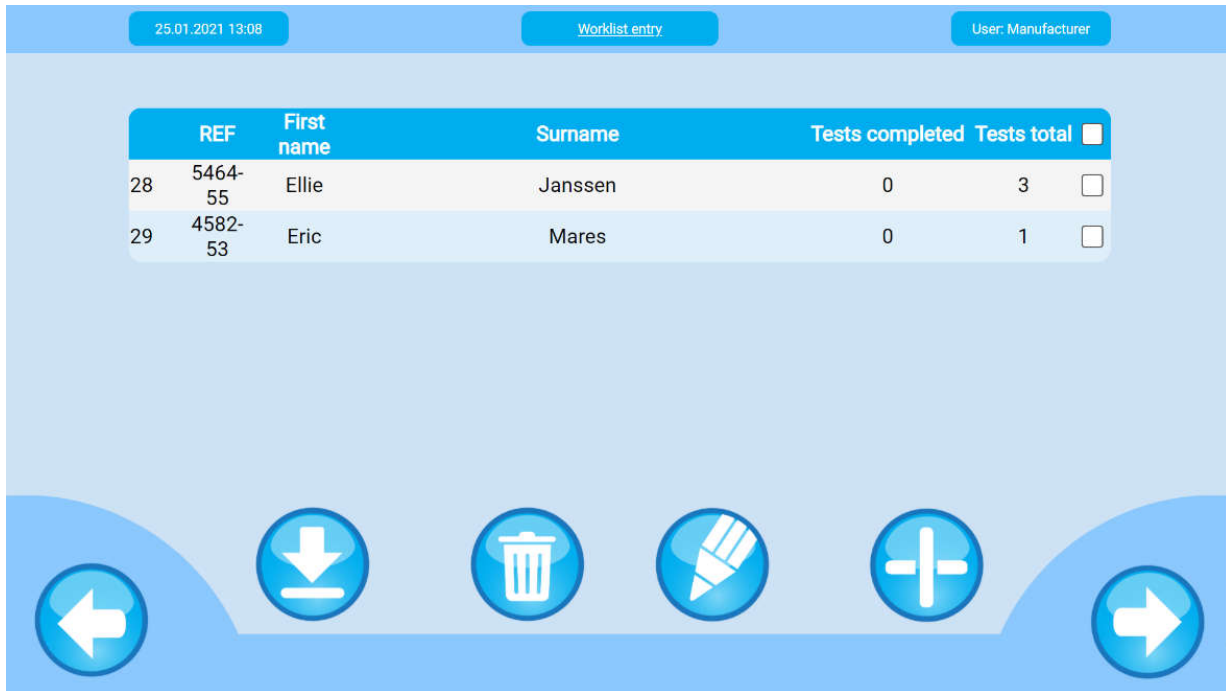 25.01.2021 13:08 Worklist entry User: Manufacturer
REF First name Surname Tests completed Tests total
28 5464-55 Ellie Janssen 0 3
29 4582-53 Eric Mares 0 1